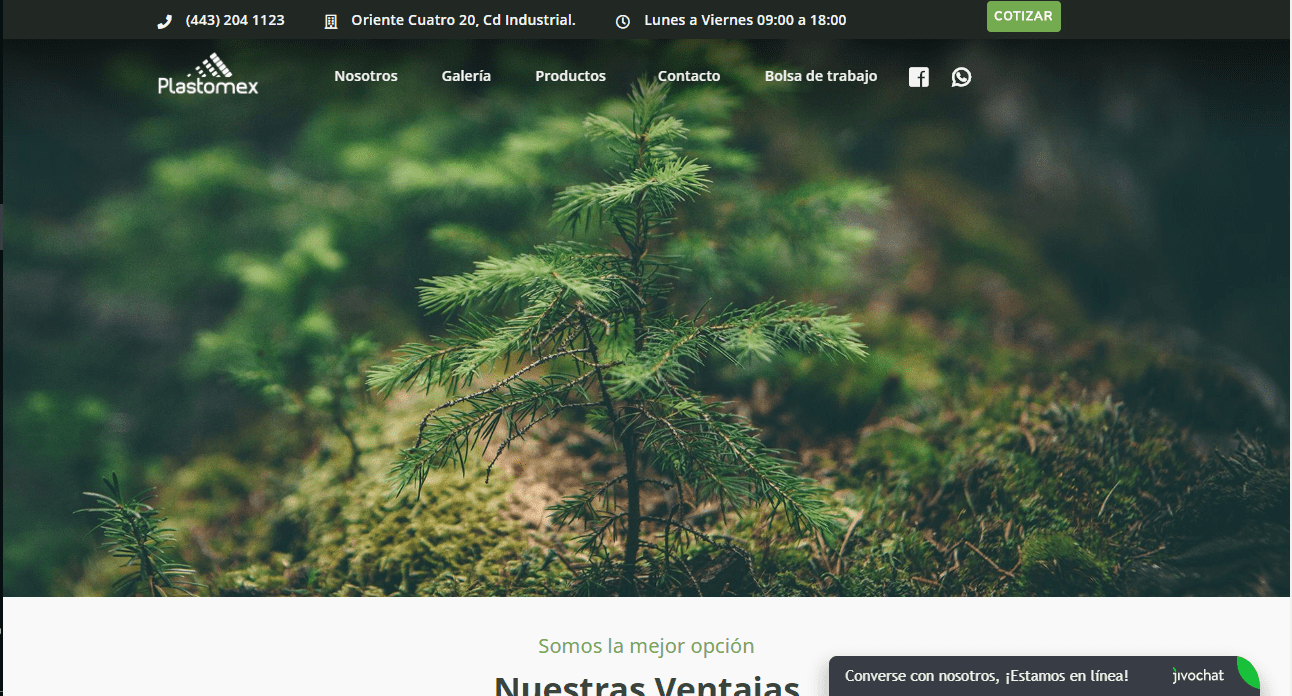 (443) 204 1123 Oriente Cuatro 20, Cd Industrial. Lunes a Viernes 09:00 a 18:00 COTIZAR
Plastomex Nosotros Galería Productos Contacto Bolsa de trabajo
Somos la mejor opción
Nuestras Ventajas
Converse con nosotros, ¡Estamos en línea! jivochat